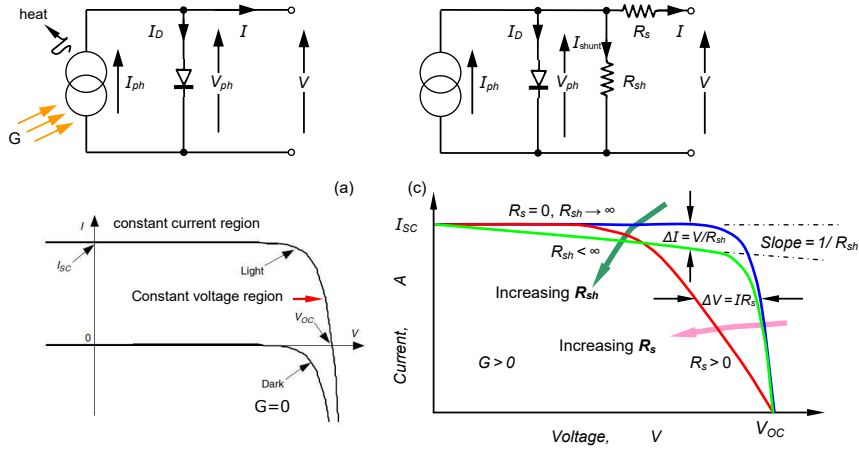 heat
I_D
I
I_ph
V_ph
V
G
I_D
I_shunt
R_s
I
I_ph
V_ph
R_sh
V
(a)
I
constant current region
I_SC
Light
Constant voltage region
V_OC
V
0
Dark
G=0
(c)
I_SC
R_s = 0, R_sh → ∞
ΔI = V/R_sh
Slope = 1/ R_sh
R_sh < ∞
A
Increasing R_sh
ΔV = IR_s
Increasing R_s
Current,
G > 0
R_s > 0
Voltage, V
V_OC